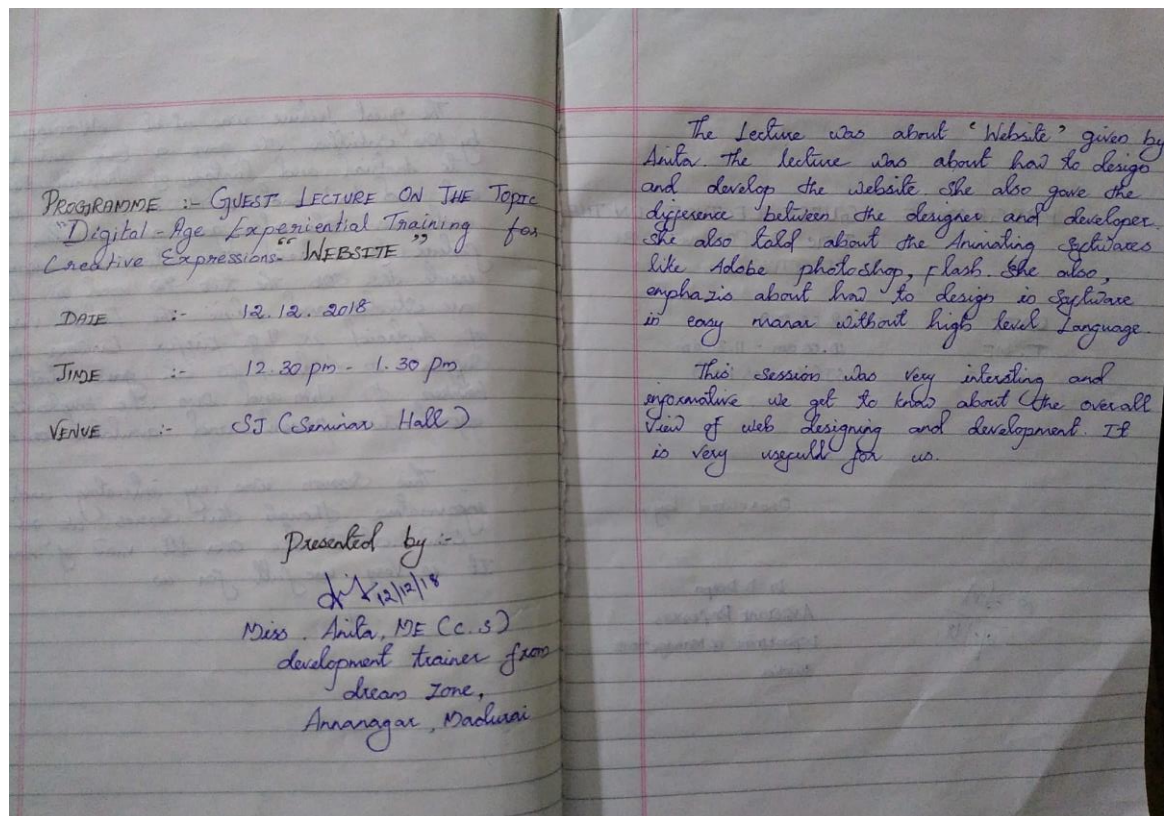 PROGRAMME :- GUEST LECTURE ON THE TOPIC
"Digital-Age Experiential Training for
Creative Expressions- "WEBSITE"
DATE :- 12.12.2018
TIME :- 12.30 pm - 1.30 pm
VENUE :- SJ (Seminar Hall)
Presented by :-
12/12/18
Miss. Anita, ME (C.S)
development trainer from
dream zone,
Annanagar, Madurai
The Lecture was about "Website" given by
Anita. The lecture was about how to design
and develop the website. She also gave the
difference between the designer and developer.
She also told about the Animating Softwares
like Adobe photoshop, flash. She also,
emphazis about how to design is Software
in easy manar without high level Language.
This session was very intersting and
informative we get to know about the overall
view of web designing and development. It
is very usefull for us.